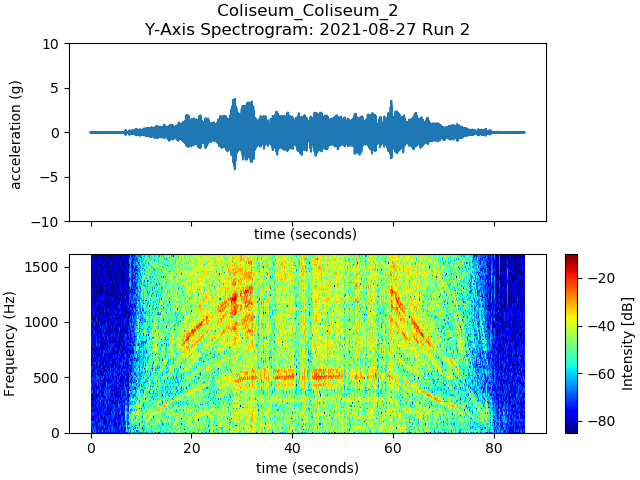 Coliseum_Coliseum_2
Y-Axis Spectrogram: 2021-08-27 Run 2
10
5
0
−5
−10
acceleration (g)
time (seconds)
1500
1000
500
0
Frequency (Hz)
0 20 40 60 80
time (seconds)
−20
−40
−60
−80
Intensity [dB]